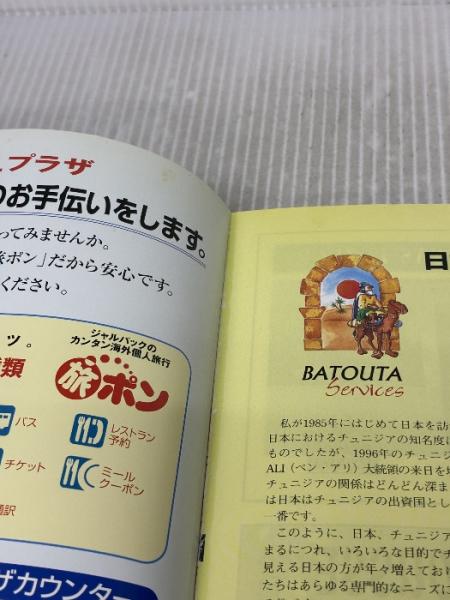 プラザ
のお手伝いをします。
ってみませんか。
旅ポン」だから安心です。
ください。
ッ。
類
ジャルパックの
カンタン海外個人旅行
旅ポン
バス
レストラン
予約
チケット
ミール
クーポン
通訳
ザカウンター
日
BATOUTA
Services
私が1985年にはじめて日本を訪
日本におけるチュニジアの知名度に
ものでしたが、1996年のチュニジ
ALI（ベン・アリ）大統領の来日を
チュニジアの関係はどんどん深ま
は日本はチュニジアの出資国とし
一番です。
このように、日本、チュニジア
まるにつれ、いろいろな目的でチ
見える日本の方が年々増えており
たちはあらゆる専門的なニーズに